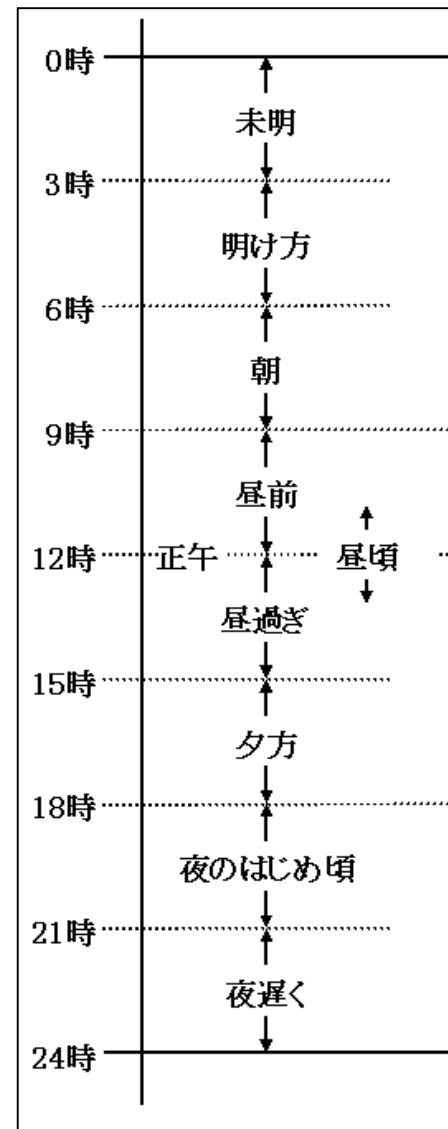 0時
未明
3時
明け方
6時
朝
9時
昼前
12時 正午 昼頃
昼過ぎ
15時
夕方
18時
夜のはじめ頃
21時
夜遅く
24時